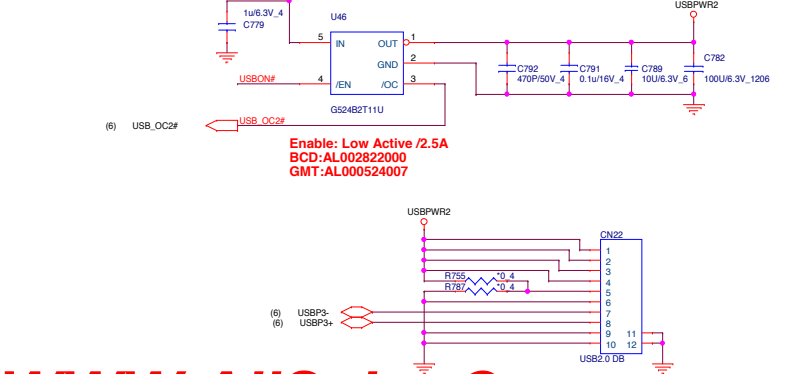 USBPWR2
1u/6.3V_4
C779
U46
5 IN OUT 1
GND 2
USBON# 4 /EN /OC 3
G524B2T11U
C792
470P/50V_4
C791
0.1u/16V_4
C789
10U/6.3V_6
C782
100U/6.3V_1206
(6) USB_OC2# USB_OC2#
Enable: Low Active /2.5A
BCD:AL002822000
GMT:AL000524007
USBPWR2
CN22
1
2
3
4
5
6
7
8
9 11
10 12
R755 *0_4
R787 *0_4
(6) USBP3-
(6) USBP3+
USB2.0 DB